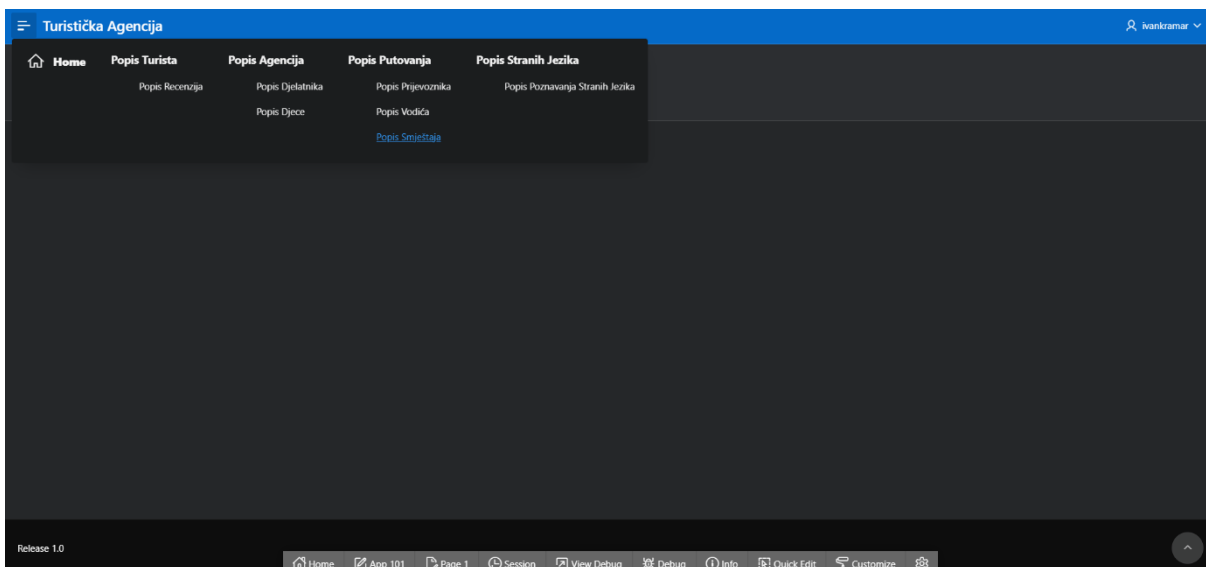 Turistička Agencija
ivankramar
Home Popis Turista Popis Agencija Popis Putovanja Popis Stranih Jezika
Popis Recenzija Popis Djelatnika Popis Prijevoznika Popis Poznavanja Stranih Jezika
Popis Djece Popis Vodića
Popis Smještaja
Release 1.0
Home App 101 Page 1 Session View Debug Debug Info Quick Edit Customize